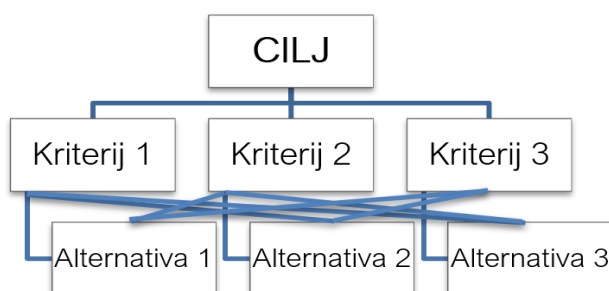 CILJ
Kriterij 1
Kriterij 2
Kriterij 3
Alternativa 1
Alternativa 2
Alternativa 3